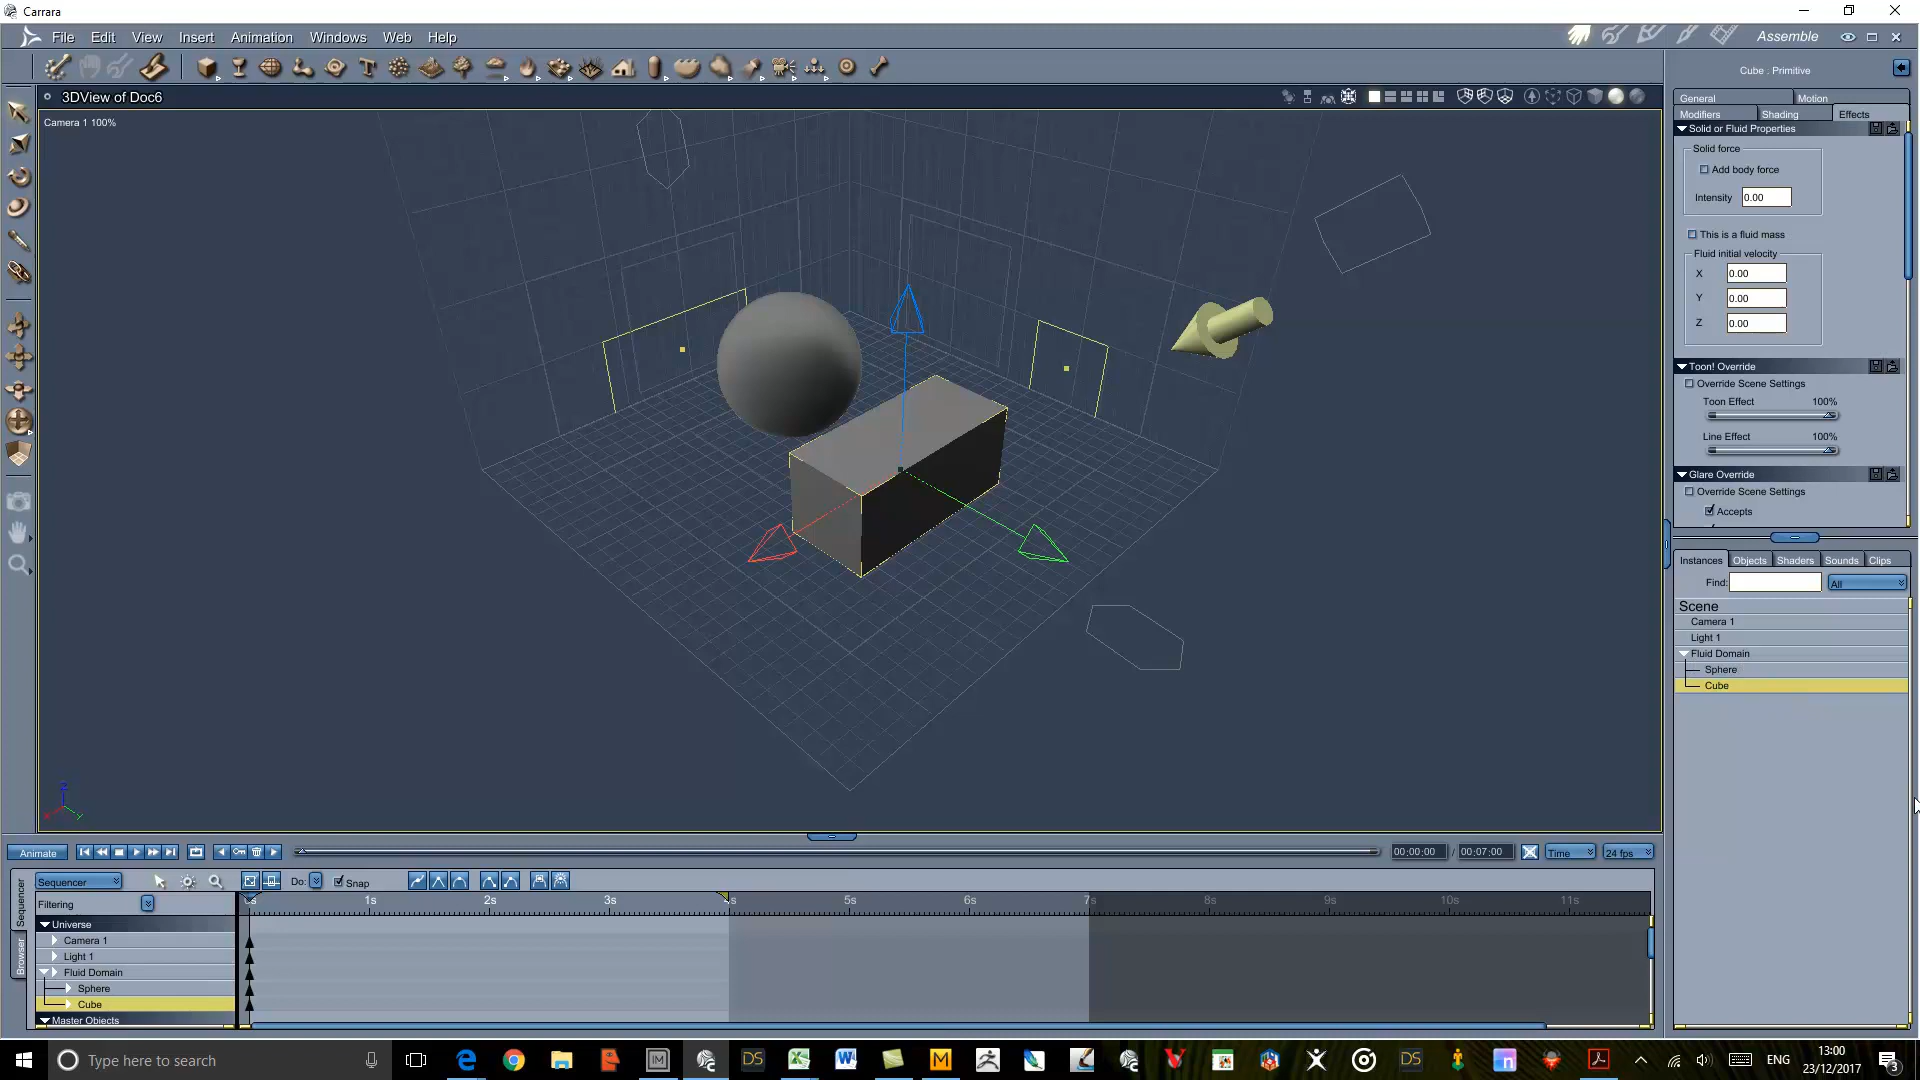 Carrara
File Edit View Insert Animation Windows Web Help
Assemble
3DView of Doc6
Camera 1 100%
Cube : Primitive
General Motion
Modifiers Shading Effects
Solid or Fluid Properties
Solid force
Add body force
Intensity 0.00
This is a fluid mass
Fluid initial velocity
X 0.00
Y 0.00
Z 0.00
Toon! Override
Override Scene Settings
Toon Effect 100%
Line Effect 100%
Glare Override
Override Scene Settings
Accepts
Instances Objects Shaders Sounds Clips
Find: All
Scene
Camera 1
Light 1
Fluid Domain
Sphere
Cube
Animate
00:00:00 / 00:07:00 Time 24 fps
Sequencer Do: Snap
Filtering
0s 1s 2s 3s 4s 5s 6s 7s 8s 9s 10s 11s
Universe
Camera 1
Light 1
Fluid Domain
Sphere
Cube
Master Objects
Sequencer
Browser
Type here to search
ENG
13:00
23/12/2017
3